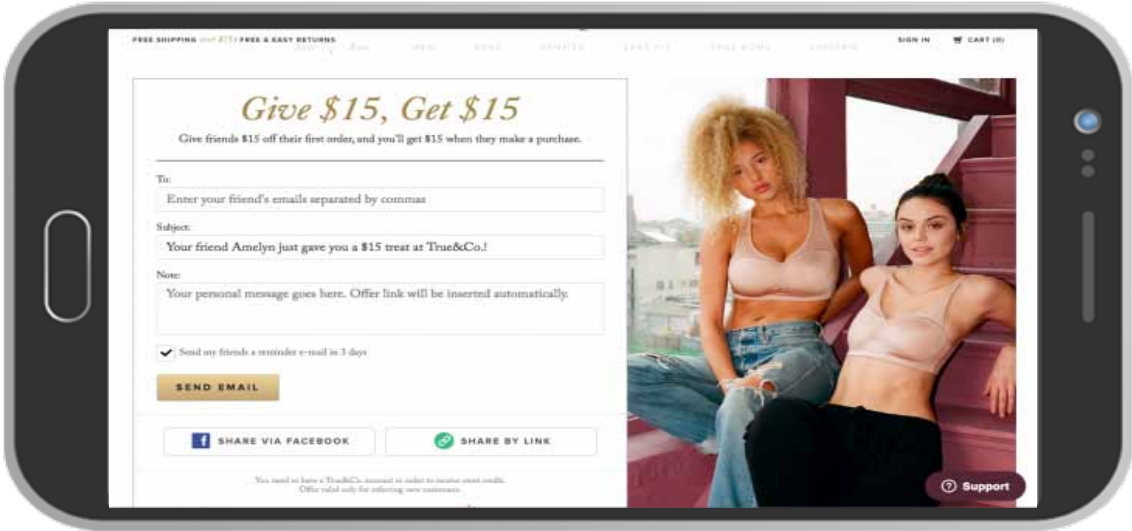 FREE SHIPPING over $75! FREE & EASY RETURNS
SIGN IN
CART (0)
Give $15, Get $15
Give friends $15 off their first order, and you'll get $15 when they make a purchase.
To:
Enter your friend's emails separated by commas
Subject:
Your friend Amelyn just gave you a $15 treat at True&Co.!
Note:
Your personal message goes here. Offer link will be inserted automatically.
Send my friends a reminder e-mail in 3 days
SEND EMAIL
SHARE VIA FACEBOOK
SHARE BY LINK
You need to have a True&Co. account in order to receive store credit.
Offer valid only for referring new customers.
Support